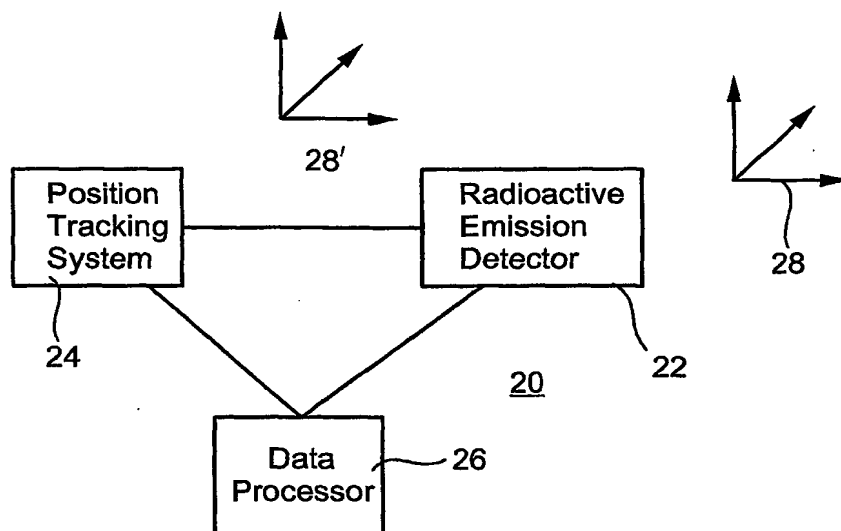 28'
Position
Tracking
System
24
Radioactive
Emission
Detector
22
28
20
Data
Processor
26